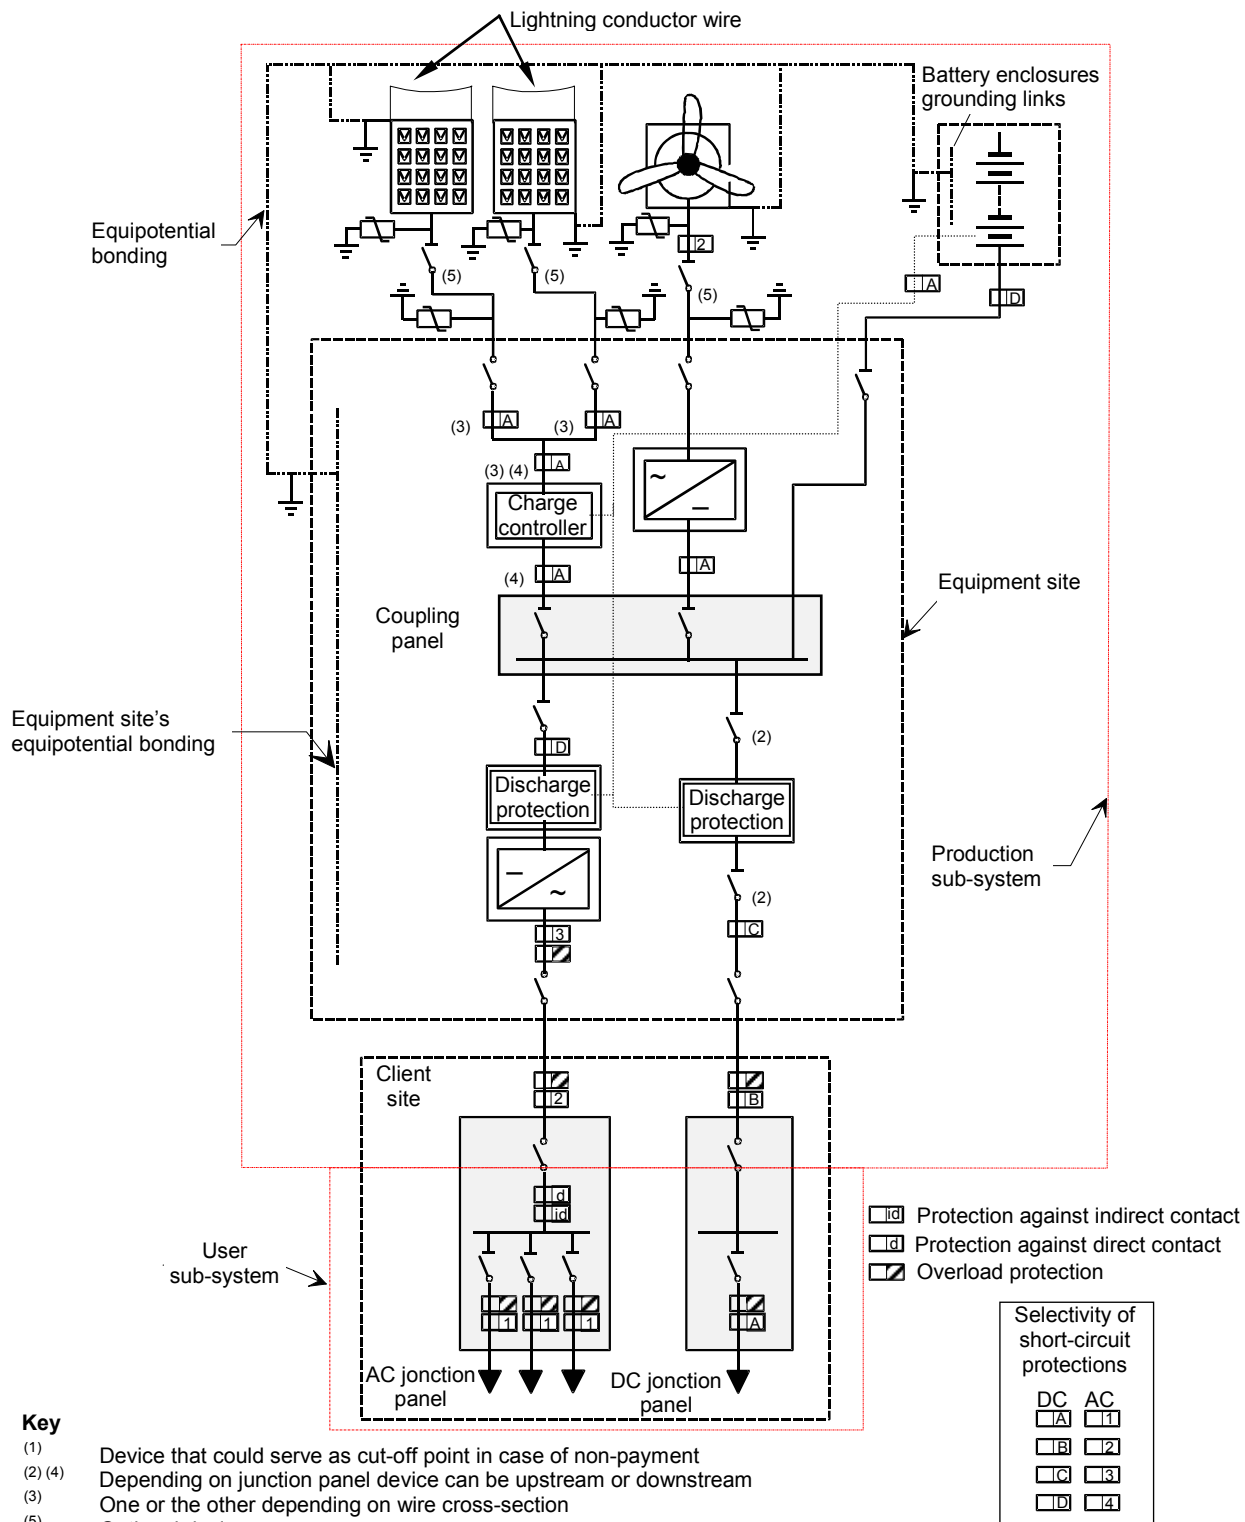 Lightning conductor wire
Battery enclosures
grounding links
Equipotential
bonding
2
(5)
(5)
(5)
A
D
(3)
A
(3)
A
(3) (4)
A
~
–
Charge
controller
(4)
A
A
Equipment site
Coupling
panel
Equipment site's
equipotential bonding
D
(2)
Discharge
protection
Discharge
protection
Production
sub-system
–
~
(2)
3
C
Client
site
2
B
d
id
id Protection against indirect contact
d Protection against direct contact
Overload protection
User
sub-system
1
1
1
A
Selectivity of
short-circuit
protections
DC AC
A 1
B 2
C 3
D 4
AC jonction
panel
DC jonction
panel
Key
(1) Device that could serve as cut-off point in case of non-payment
(2) (4) Depending on junction panel device can be upstream or downstream
(3) One or the other depending on wire cross-section
(5)